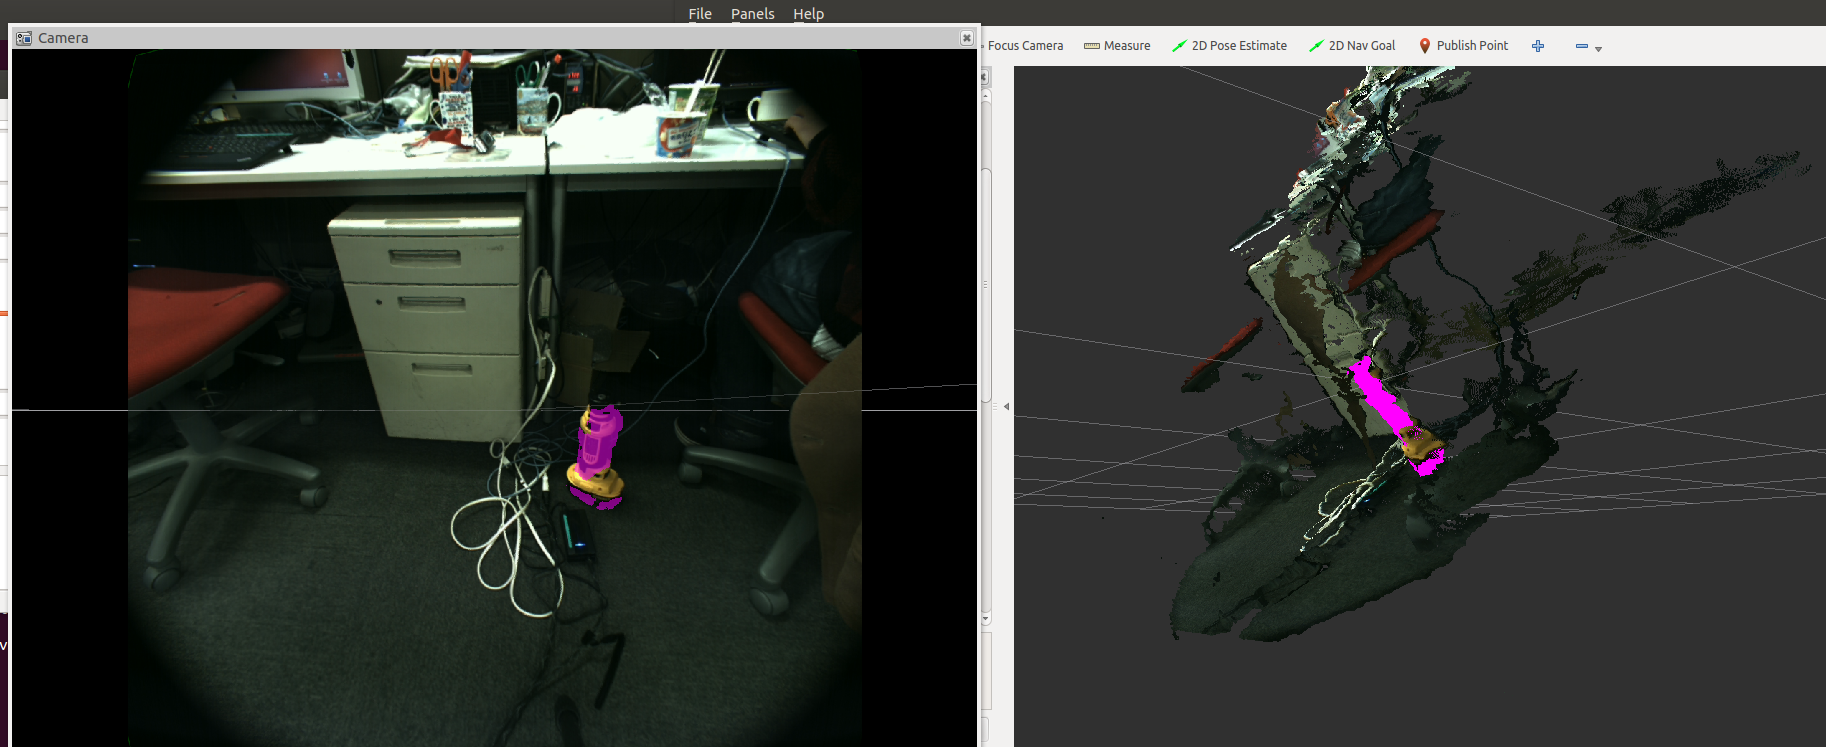 File Panels Help
Camera
Focus Camera Measure 2D Pose Estimate 2D Nav Goal Publish Point
v